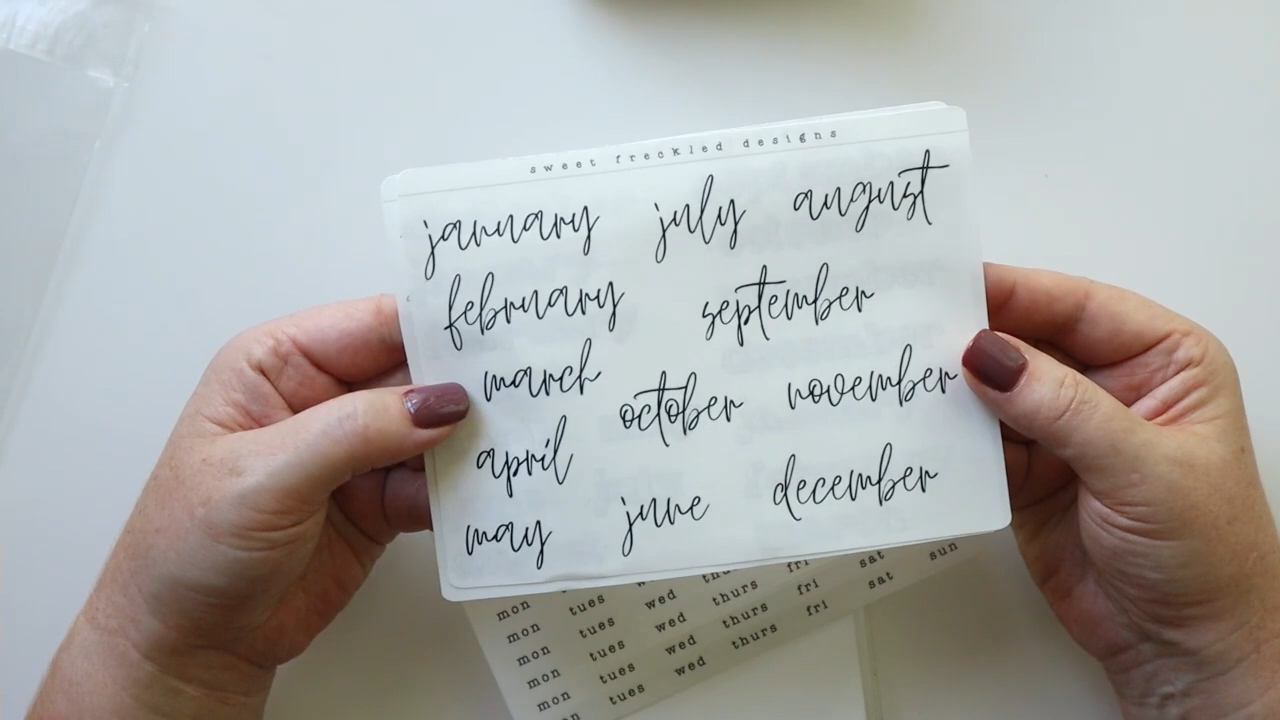 sweet freckled designs
january july august
february september
march october november
april
may june december
mon tues wed fri sat sun
mon tues wed thurs fri sat
mon tues wed thurs fri
mon tues wed thurs
mon tues wed